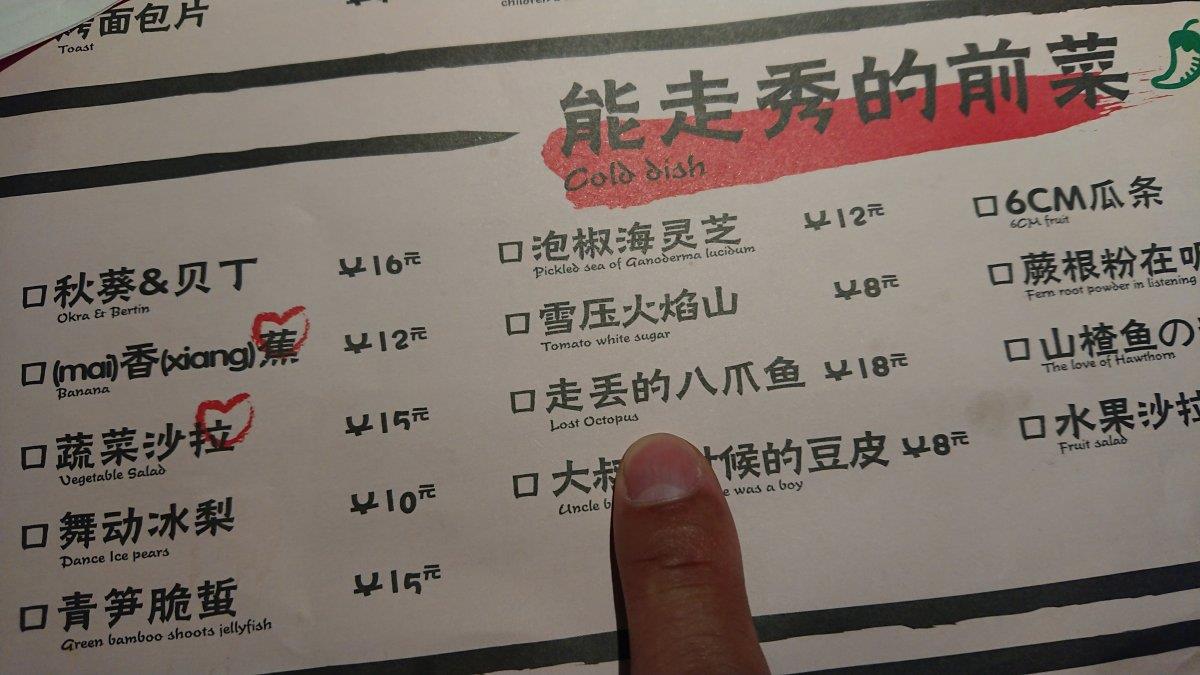 烤面包片
Toast
能走秀的前菜
Cold dish
秋葵&贝丁 ¥16元
Okra & Bertin
(mai)香(xiang)蕉 ¥12元
Banana
蔬菜沙拉 ¥15元
Vegetable Salad
舞动冰梨 ¥10元
Dance Ice pears
青笋脆蜇 ¥15元
Green bamboo shoots jellyfish
泡椒海灵芝 ¥12元
Pickled sea of Ganoderma lucidum
雪压火焰山 ¥8元
Tomato white sugar
走丢的八爪鱼 ¥18元
Lost Octopus
大叔 候的豆皮 ¥8元
Uncle was a boy
6CM瓜条
6CM fruit
蕨根粉在
Fern root powder in listening
山楂鱼の
The love of Hawthorn
水果沙拉
Fruit salad